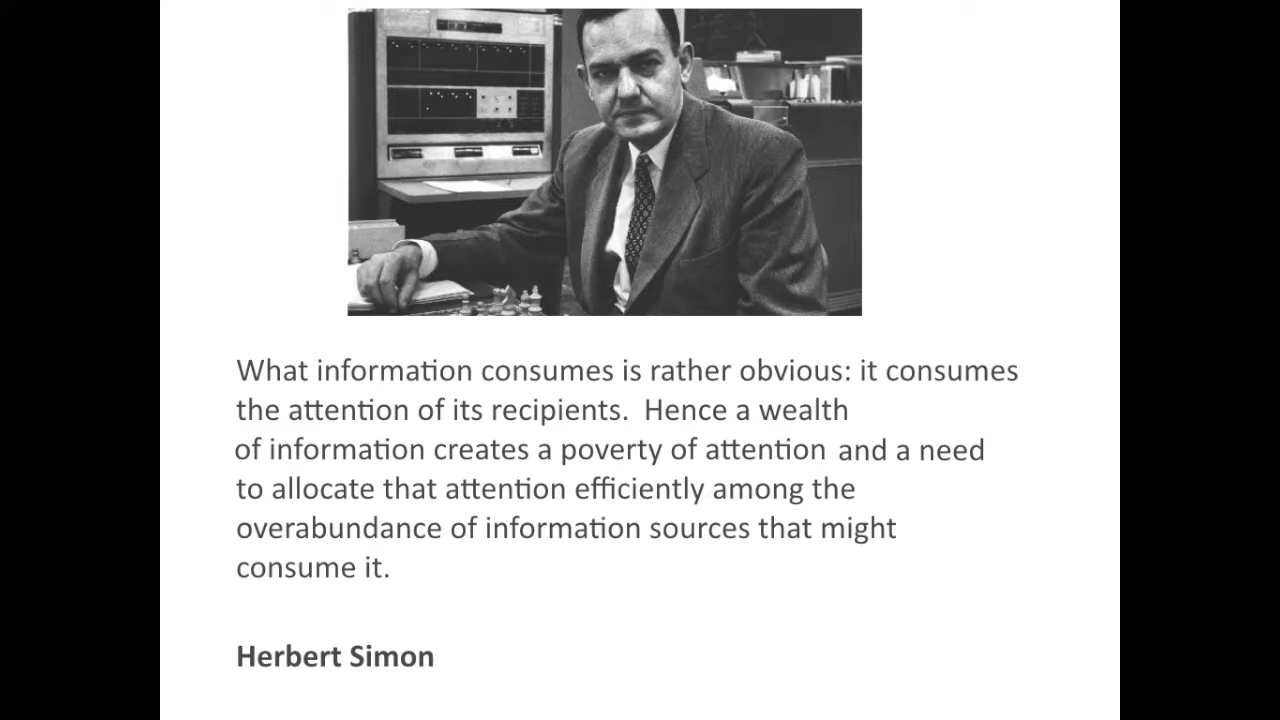 What information consumes is rather obvious: it consumes
the attention of its recipients.  Hence a wealth
of information creates a poverty of attention and a need
to allocate that attention efficiently among the
overabundance of information sources that might
consume it.
Herbert Simon